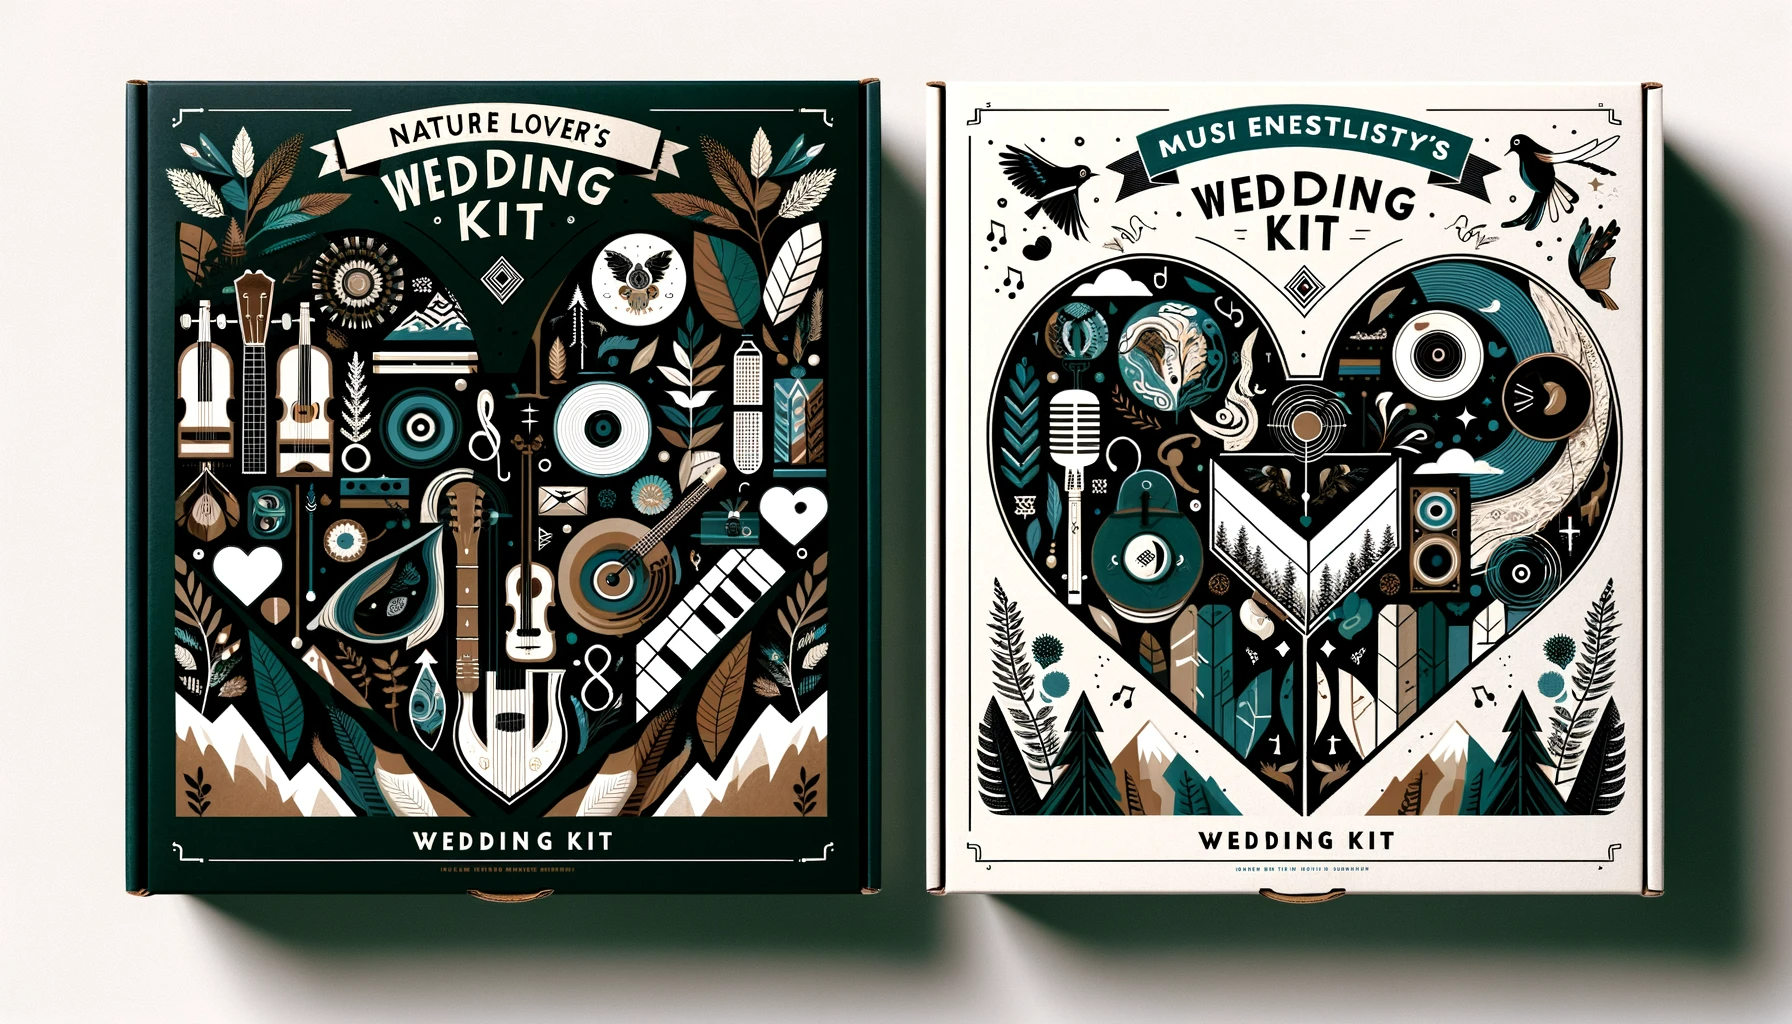 NATURE LOVER'S
WEDDING
KIT
WEDDING KIT
MUSI ENESTLISTY'S
WEDDING
KIT
WEDDING KIT